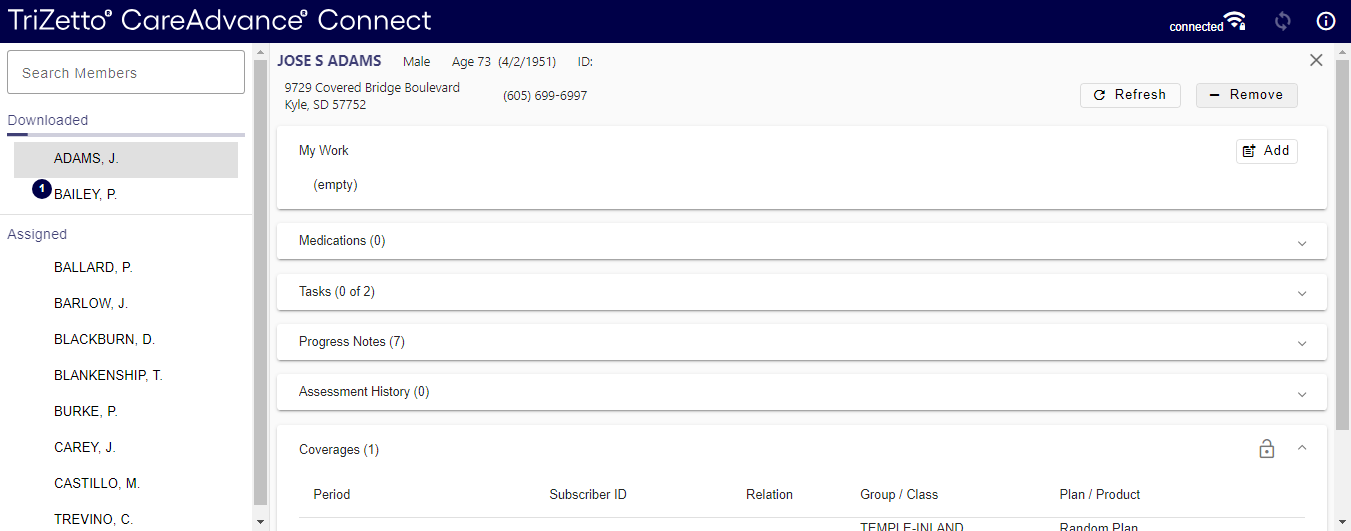 TriZetto® CareAdvance® Connect
connected
Search Members
Downloaded
ADAMS, J.
1
BAILEY, P.
Assigned
BALLARD, P.
BARLOW, J.
BLACKBURN, D.
BLANKENSHIP, T.
BURKE, P.
CAREY, J.
CASTILLO, M.
TREVINO, C.
JOSE S ADAMS Male Age 73 (4/2/1951) ID:
9729 Covered Bridge Boulevard
Kyle, SD 57752
(605) 699-6997
Refresh
Remove
My Work
Add
(empty)
Medications (0)
Tasks (0 of 2)
Progress Notes (7)
Assessment History (0)
Coverages (1)
Period Subscriber ID Relation Group / Class Plan / Product
TEMPLE-INLAND Random Plan